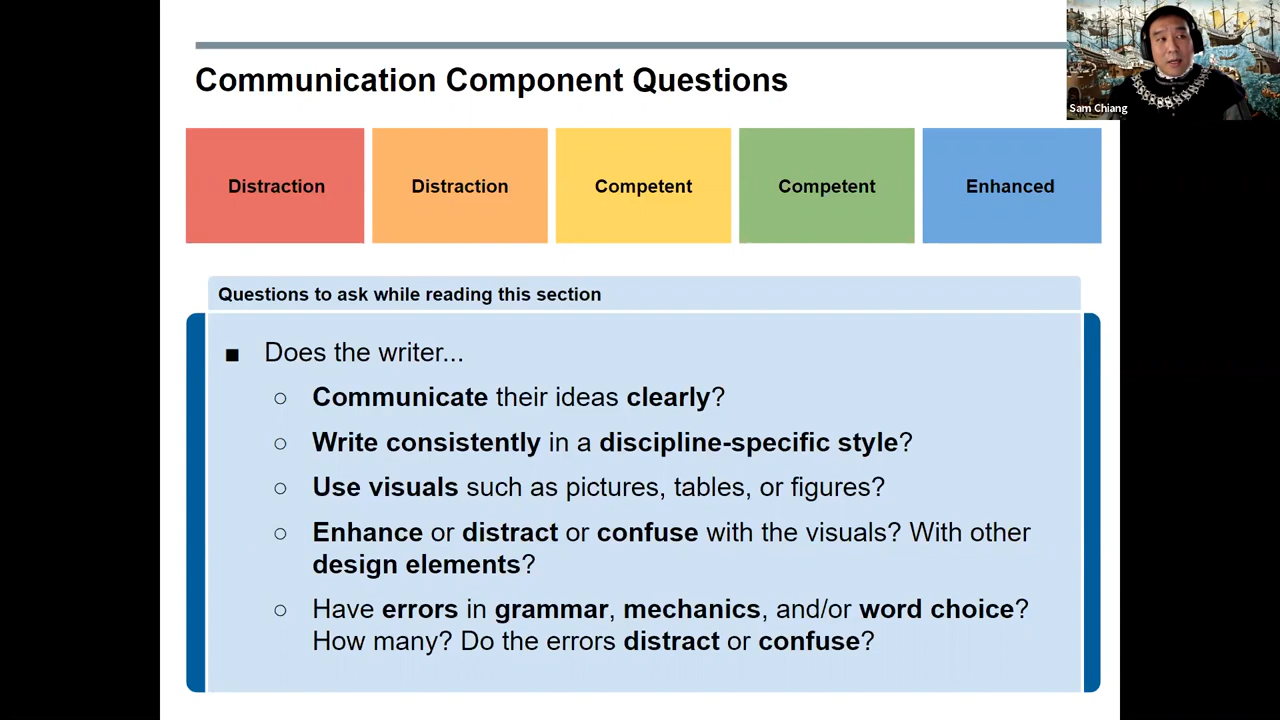 Sam Chiang
Communication Component Questions
Distraction
Distraction
Competent
Competent
Enhanced
Questions to ask while reading this section
■ Does the writer...
○ Communicate their ideas clearly?
○ Write consistently in a discipline-specific style?
○ Use visuals such as pictures, tables, or figures?
○ Enhance or distract or confuse with the visuals? With other
design elements?
○ Have errors in grammar, mechanics, and/or word choice?
How many? Do the errors distract or confuse?